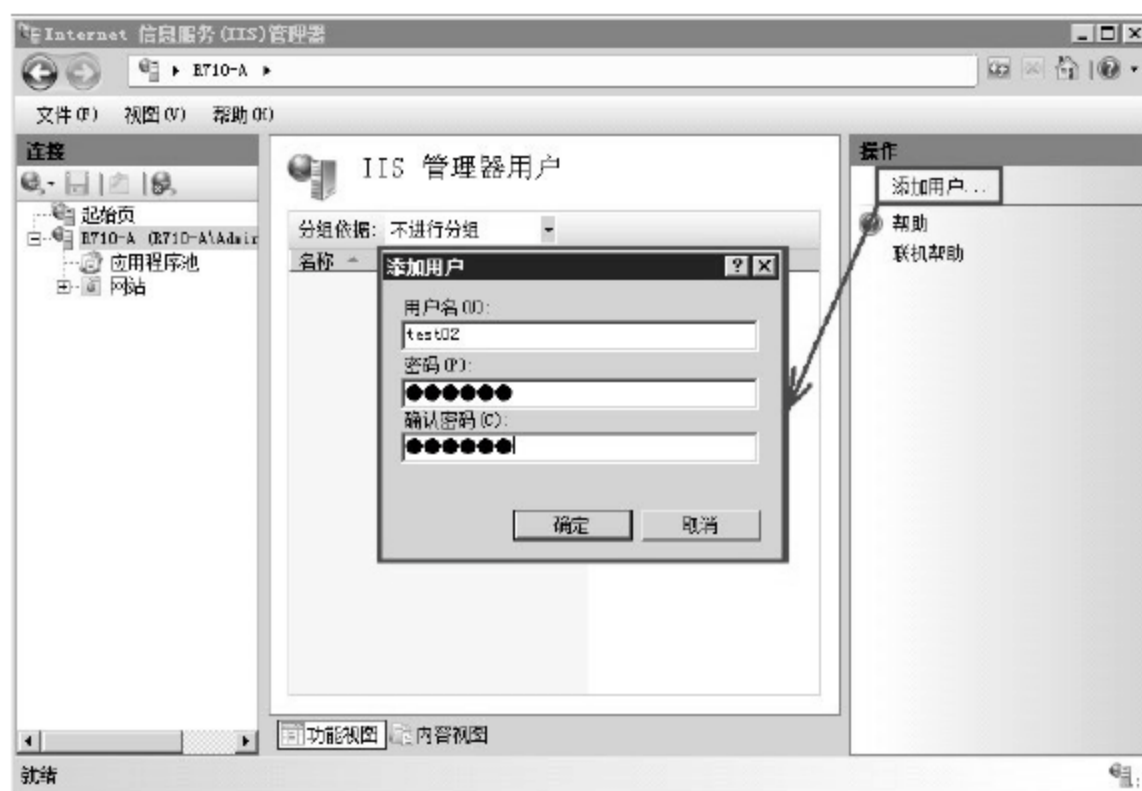 Internet 信息服务(IIS)管理器
R710-A
文件(F) 视图(V) 帮助(H)
连接
起始页
R710-A (R710-A\Admir
应用程序池
网站
IIS 管理器用户
分组依据: 不进行分组
名称
添加用户
用户名(U):
test02
密码(P):
●●●●●●
确认密码(C):
●●●●●●
确定 取消
功能视图 内容视图
操作
添加用户...
帮助
联机帮助
就绪